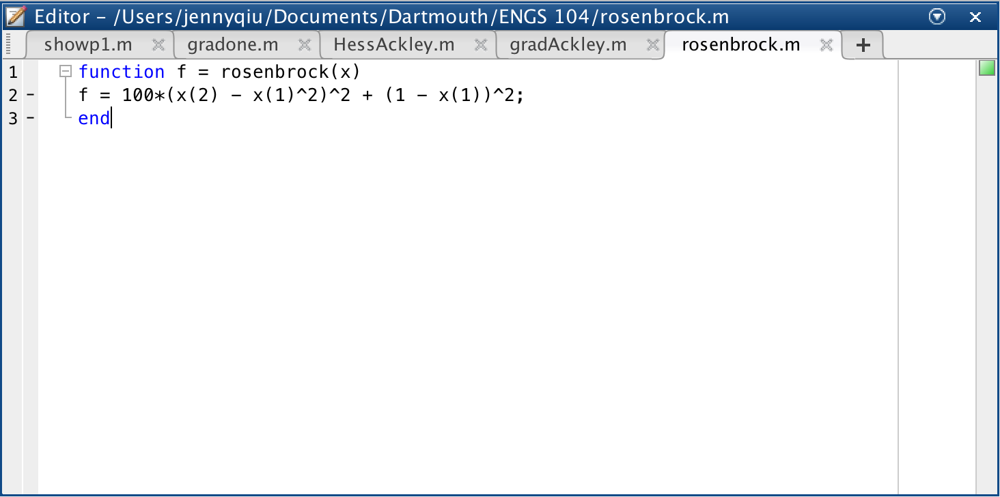 Editor – /Users/jennyqiu/Documents/Dartmouth/ENGS 104/rosenbrock.m
showp1.m gradone.m HessAckley.m gradAckley.m rosenbrock.m +
1 function f = rosenbrock(x)
2 – f = 100*(x(2) – x(1)^2)^2 + (1 – x(1))^2;
3 – end